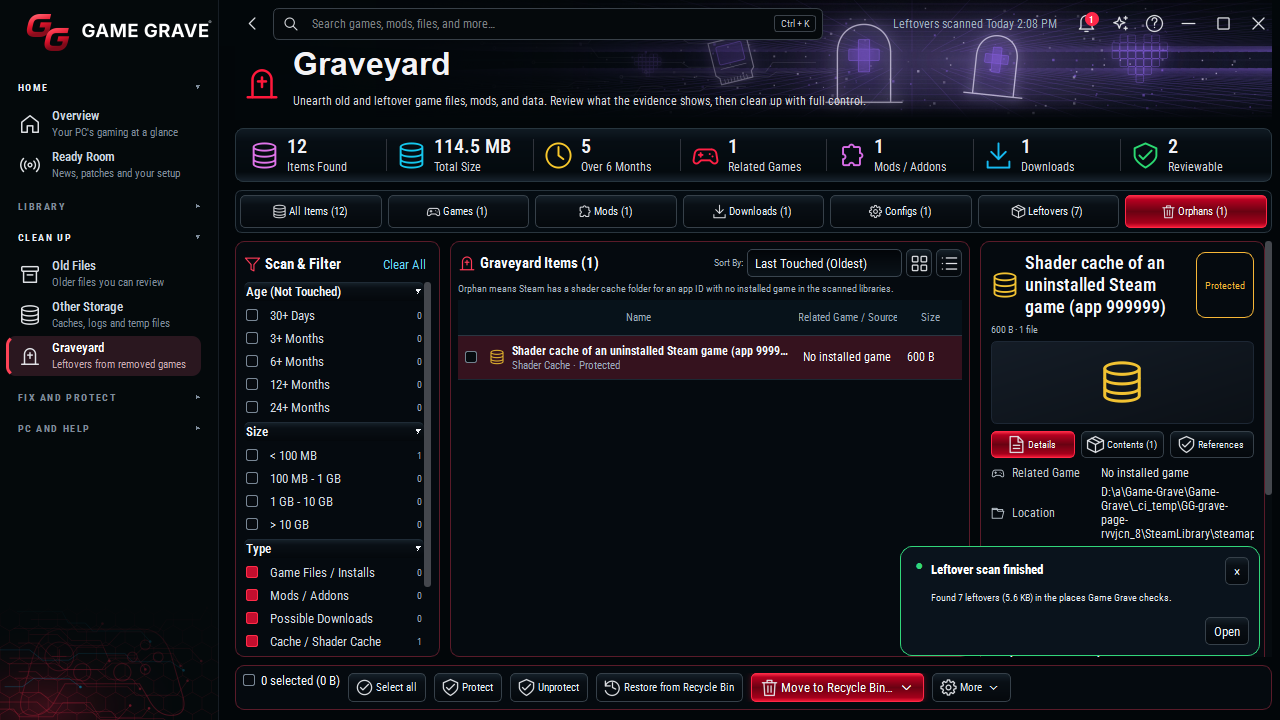 GAME GRAVE
Search games, mods, files, and more...
Ctrl + K
Leftovers scanned Today 2:08 PM
1
HOME
Overview
Your PC's gaming at a glance
Ready Room
News, patches and your setup
LIBRARY
CLEAN UP
Old Files
Older files you can review
Other Storage
Caches, logs and temp files
Graveyard
Leftovers from removed games
FIX AND PROTECT
PC AND HELP
Graveyard
Unearth old and leftover game files, mods, and data. Review what the evidence shows, then clean up with full control.
12
Items Found
114.5 MB
Total Size
5
Over 6 Months
1
Related Games
1
Mods / Addons
1
Downloads
2
Reviewable
All Items (12)
Games (1)
Mods (1)
Downloads (1)
Configs (1)
Leftovers (7)
Orphans (1)
Scan & Filter
Clear All
Age (Not Touched)
30+ Days 0
3+ Months 0
6+ Months 0
12+ Months 0
24+ Months 0
Size
< 100 MB 1
100 MB - 1 GB 0
1 GB - 10 GB 0
> 10 GB 0
Type
Game Files / Installs 0
Mods / Addons 0
Possible Downloads 0
Cache / Shader Cache 1
Graveyard Items (1)
Sort By:
Last Touched (Oldest)
Orphan means Steam has a shader cache folder for an app ID with no installed game in the scanned libraries.
Name
Related Game / Source
Size
Shader cache of an uninstalled Steam game (app 9999...
Shader Cache · Protected
No installed game
600 B
Shader cache of an
uninstalled Steam
game (app 999999)
Protected
600 B · 1 file
Details
Contents (1)
References
Related Game
No installed game
Location
D:\a\Game-Grave\Game-
Grave\_ci_temp\GG-grave-
page-
rvvjcn_8\SteamLibrary\steamap
Leftover scan finished
x
Found 7 leftovers (5.6 KB) in the places Game Grave checks.
Open
0 selected (0 B)
Select all
Protect
Unprotect
Restore from Recycle Bin
Move to Recycle Bin...
More